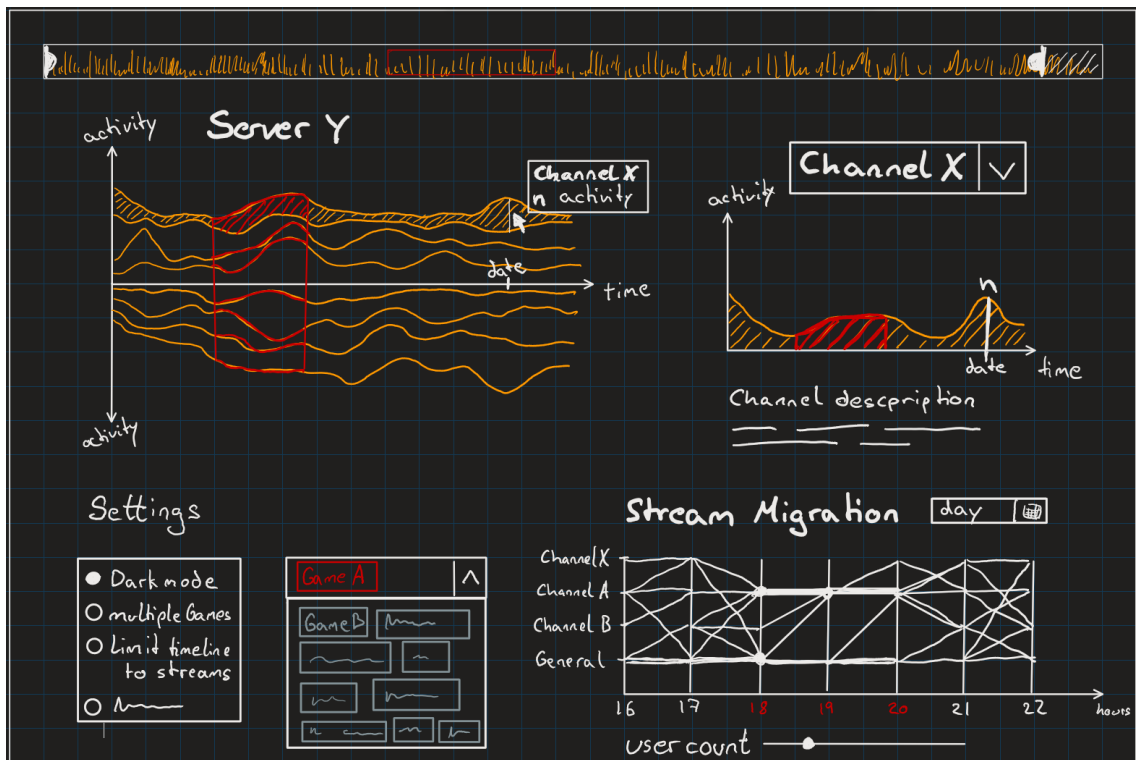 Server Y
activity
Channel X
n activity
date
time
activity
Channel X
activity
n
date
time
Channel descpription
Settings
Dark mode
multiple Games
Limit timeline
to streams
Game A
Game B
Stream Migration
day
Channel X
Channel A
Channel B
General
16 17 18 19 20 21 22 hours
user count